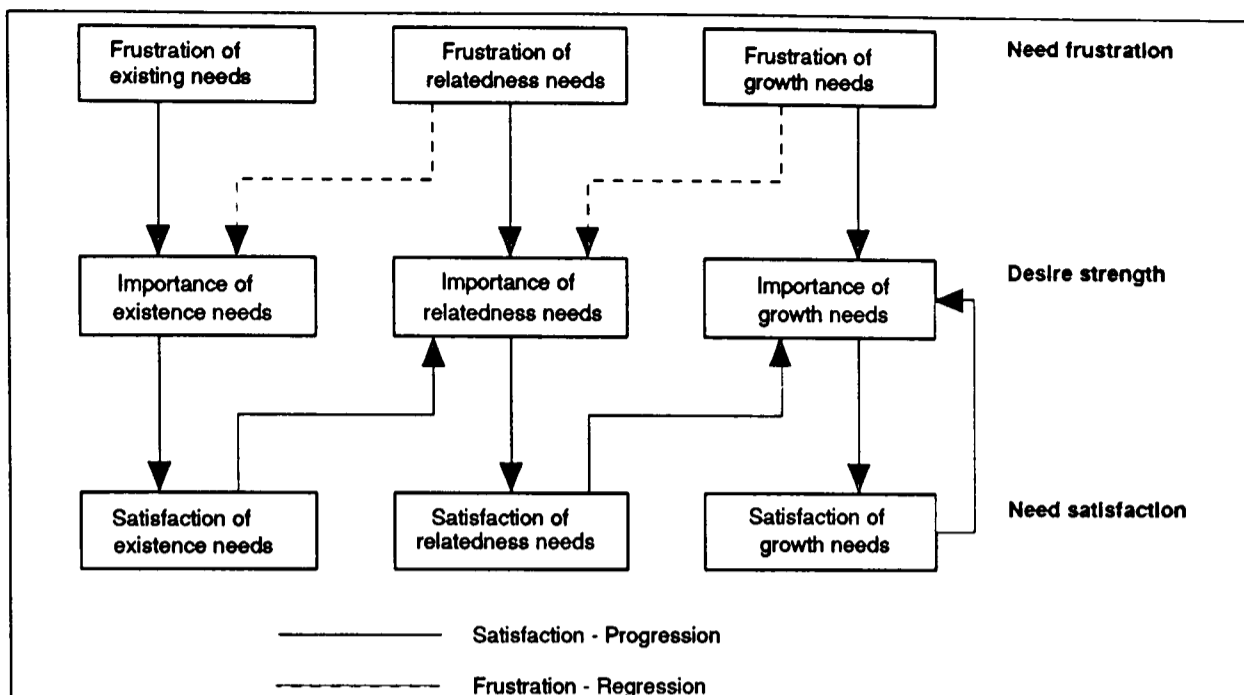 Frustration of
existing needs
Frustration of
relatedness needs
Frustration of
growth needs
Need frustration
Importance of
existence needs
Importance of
relatedness needs
Importance of
growth needs
Desire strength
Satisfaction of
existence needs
Satisfaction of
relatedness needs
Satisfaction of
growth needs
Need satisfaction
Satisfaction - Progression
Frustration - Regression